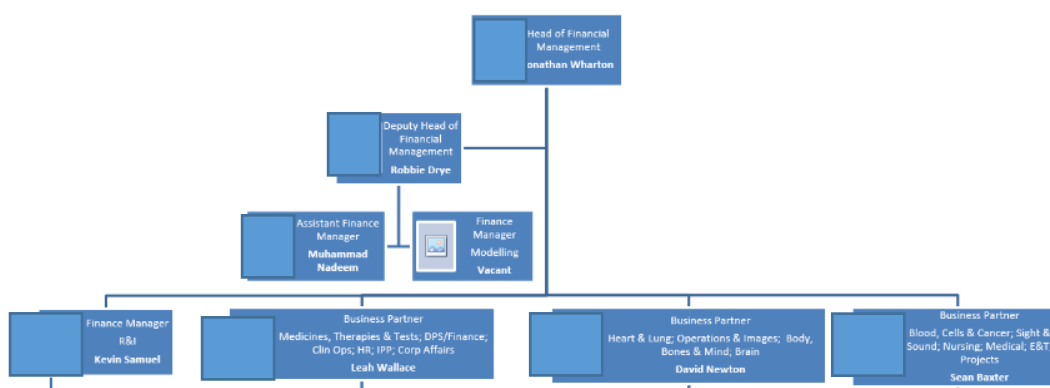 Head of Financial
Management
onathan Wharton
Deputy Head of
Financial
Management
Robbie Drye
Assistant Finance
Manager
Muhammad
Nadeem
Finance
Manager
Modelling
Vacant
Finance Manager
R&I
Kevin Samuel
Business Partner
Medicines, Therapies & Tests; DPS/Finance;
Clin Ops; HR; IPP; Corp Affairs
Leah Wallace
Business Partner
Heart & Lung; Operations & Images; Body,
Bones & Mind; Brain
David Newton
Business Partner
Blood, Cells & Cancer; Sight &
Sound; Nursing; Medical; E&T;
Projects
Sean Baxter